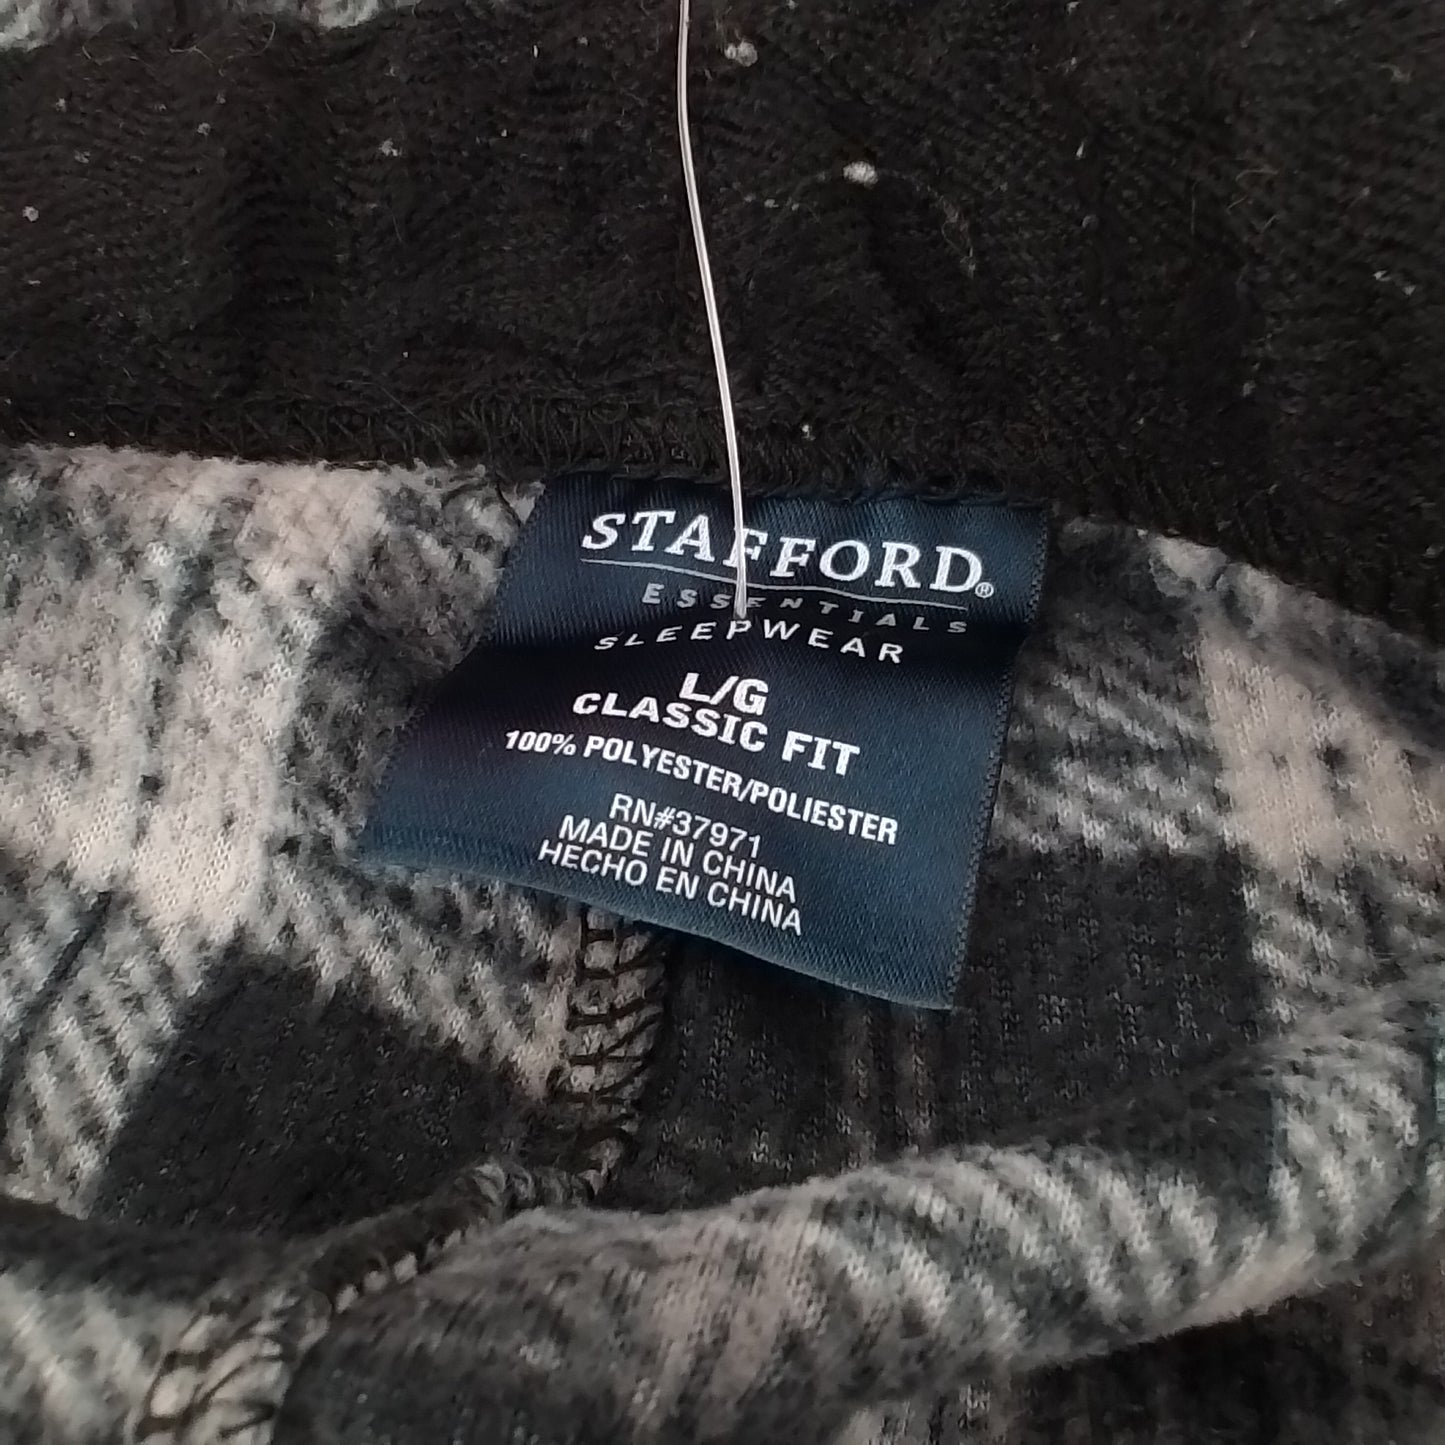 STAFFORD®
ESSENTIALS
SLEEPWEAR
L/G
CLASSIC FIT
100% POLYESTER/POLIESTER
RN#37971
MADE IN CHINA
HECHO EN CHINA